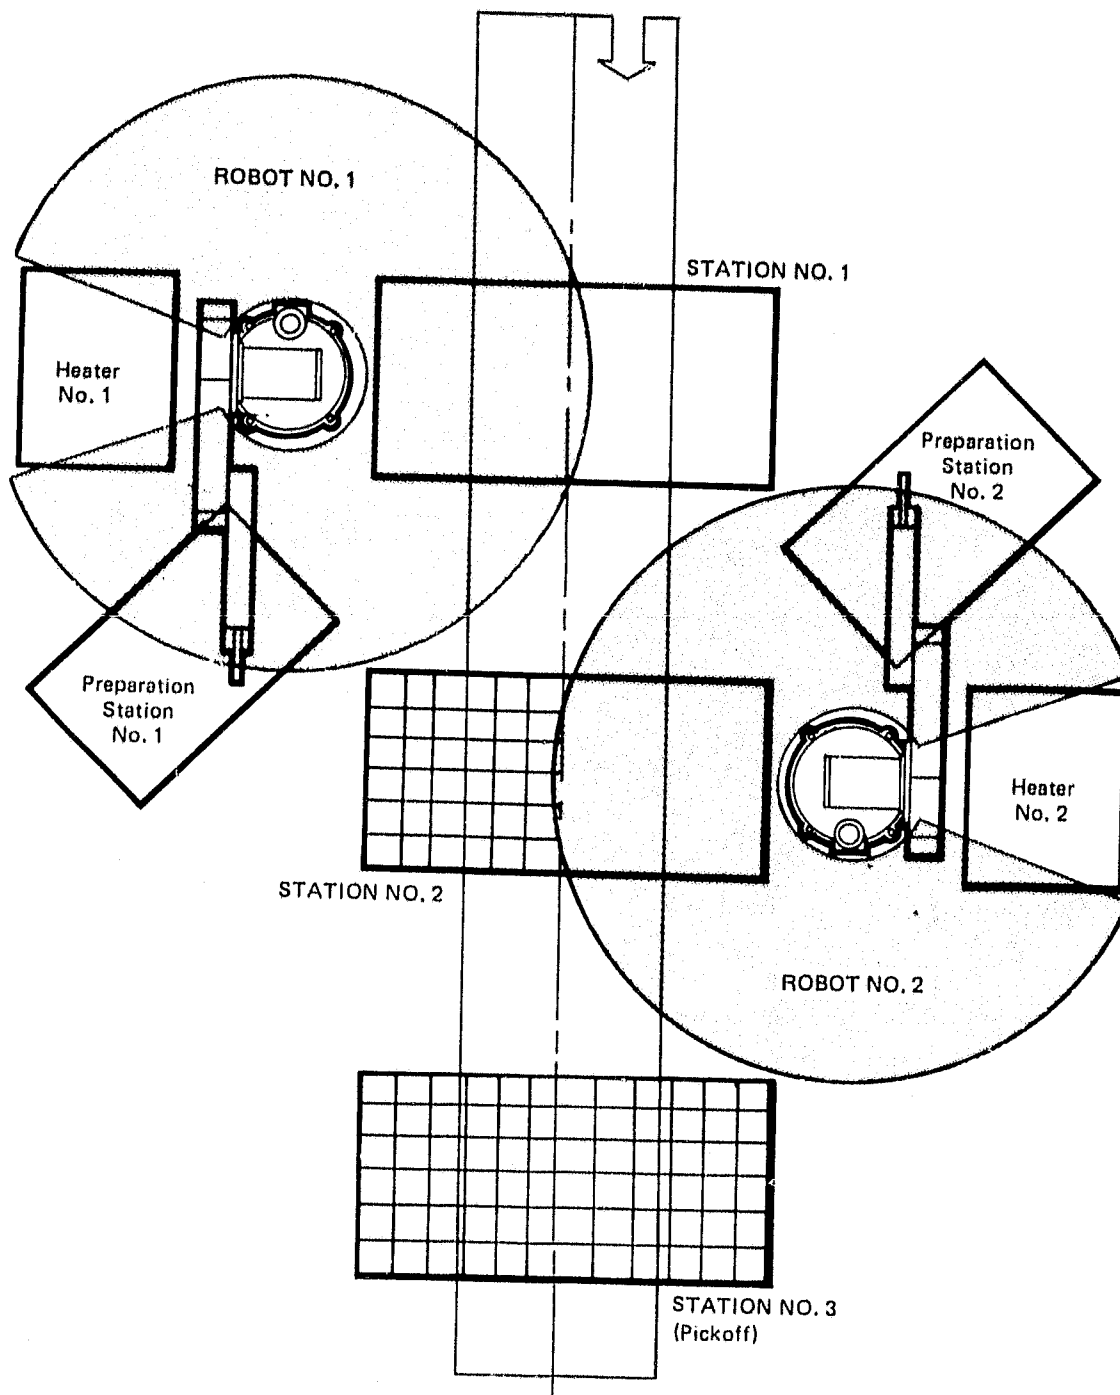 ROBOT NO. 1
STATION NO. 1
Heater
No. 1
Preparation
Station
No. 2
Preparation
Station
No. 1
Heater
No. 2
STATION NO. 2
ROBOT NO. 2
STATION NO. 3
(Pickoff)